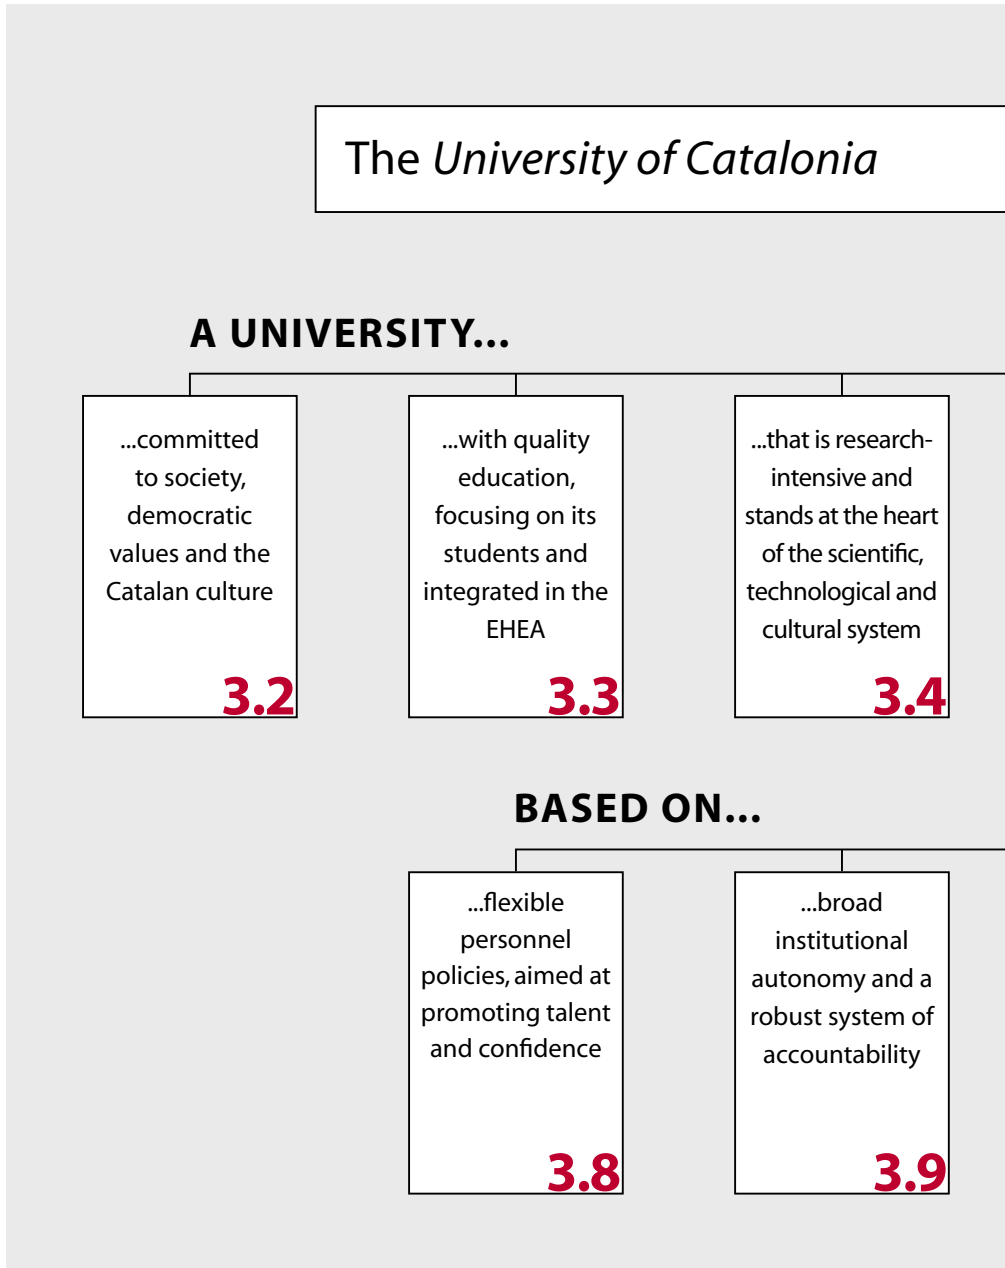 The University of Catalonia
A UNIVERSITY...
...committed
to society,
democratic
values and the
Catalan culture
3.2
...with quality
education,
focusing on its
students and
integrated in the
EHEA
3.3
...that is research-
intensive and
stands at the heart
of the scientific,
technological and
cultural system
3.4
BASED ON...
...flexible
personnel
policies, aimed at
promoting talent
and confidence
3.8
...broad
institutional
autonomy and a
robust system of
accountability
3.9